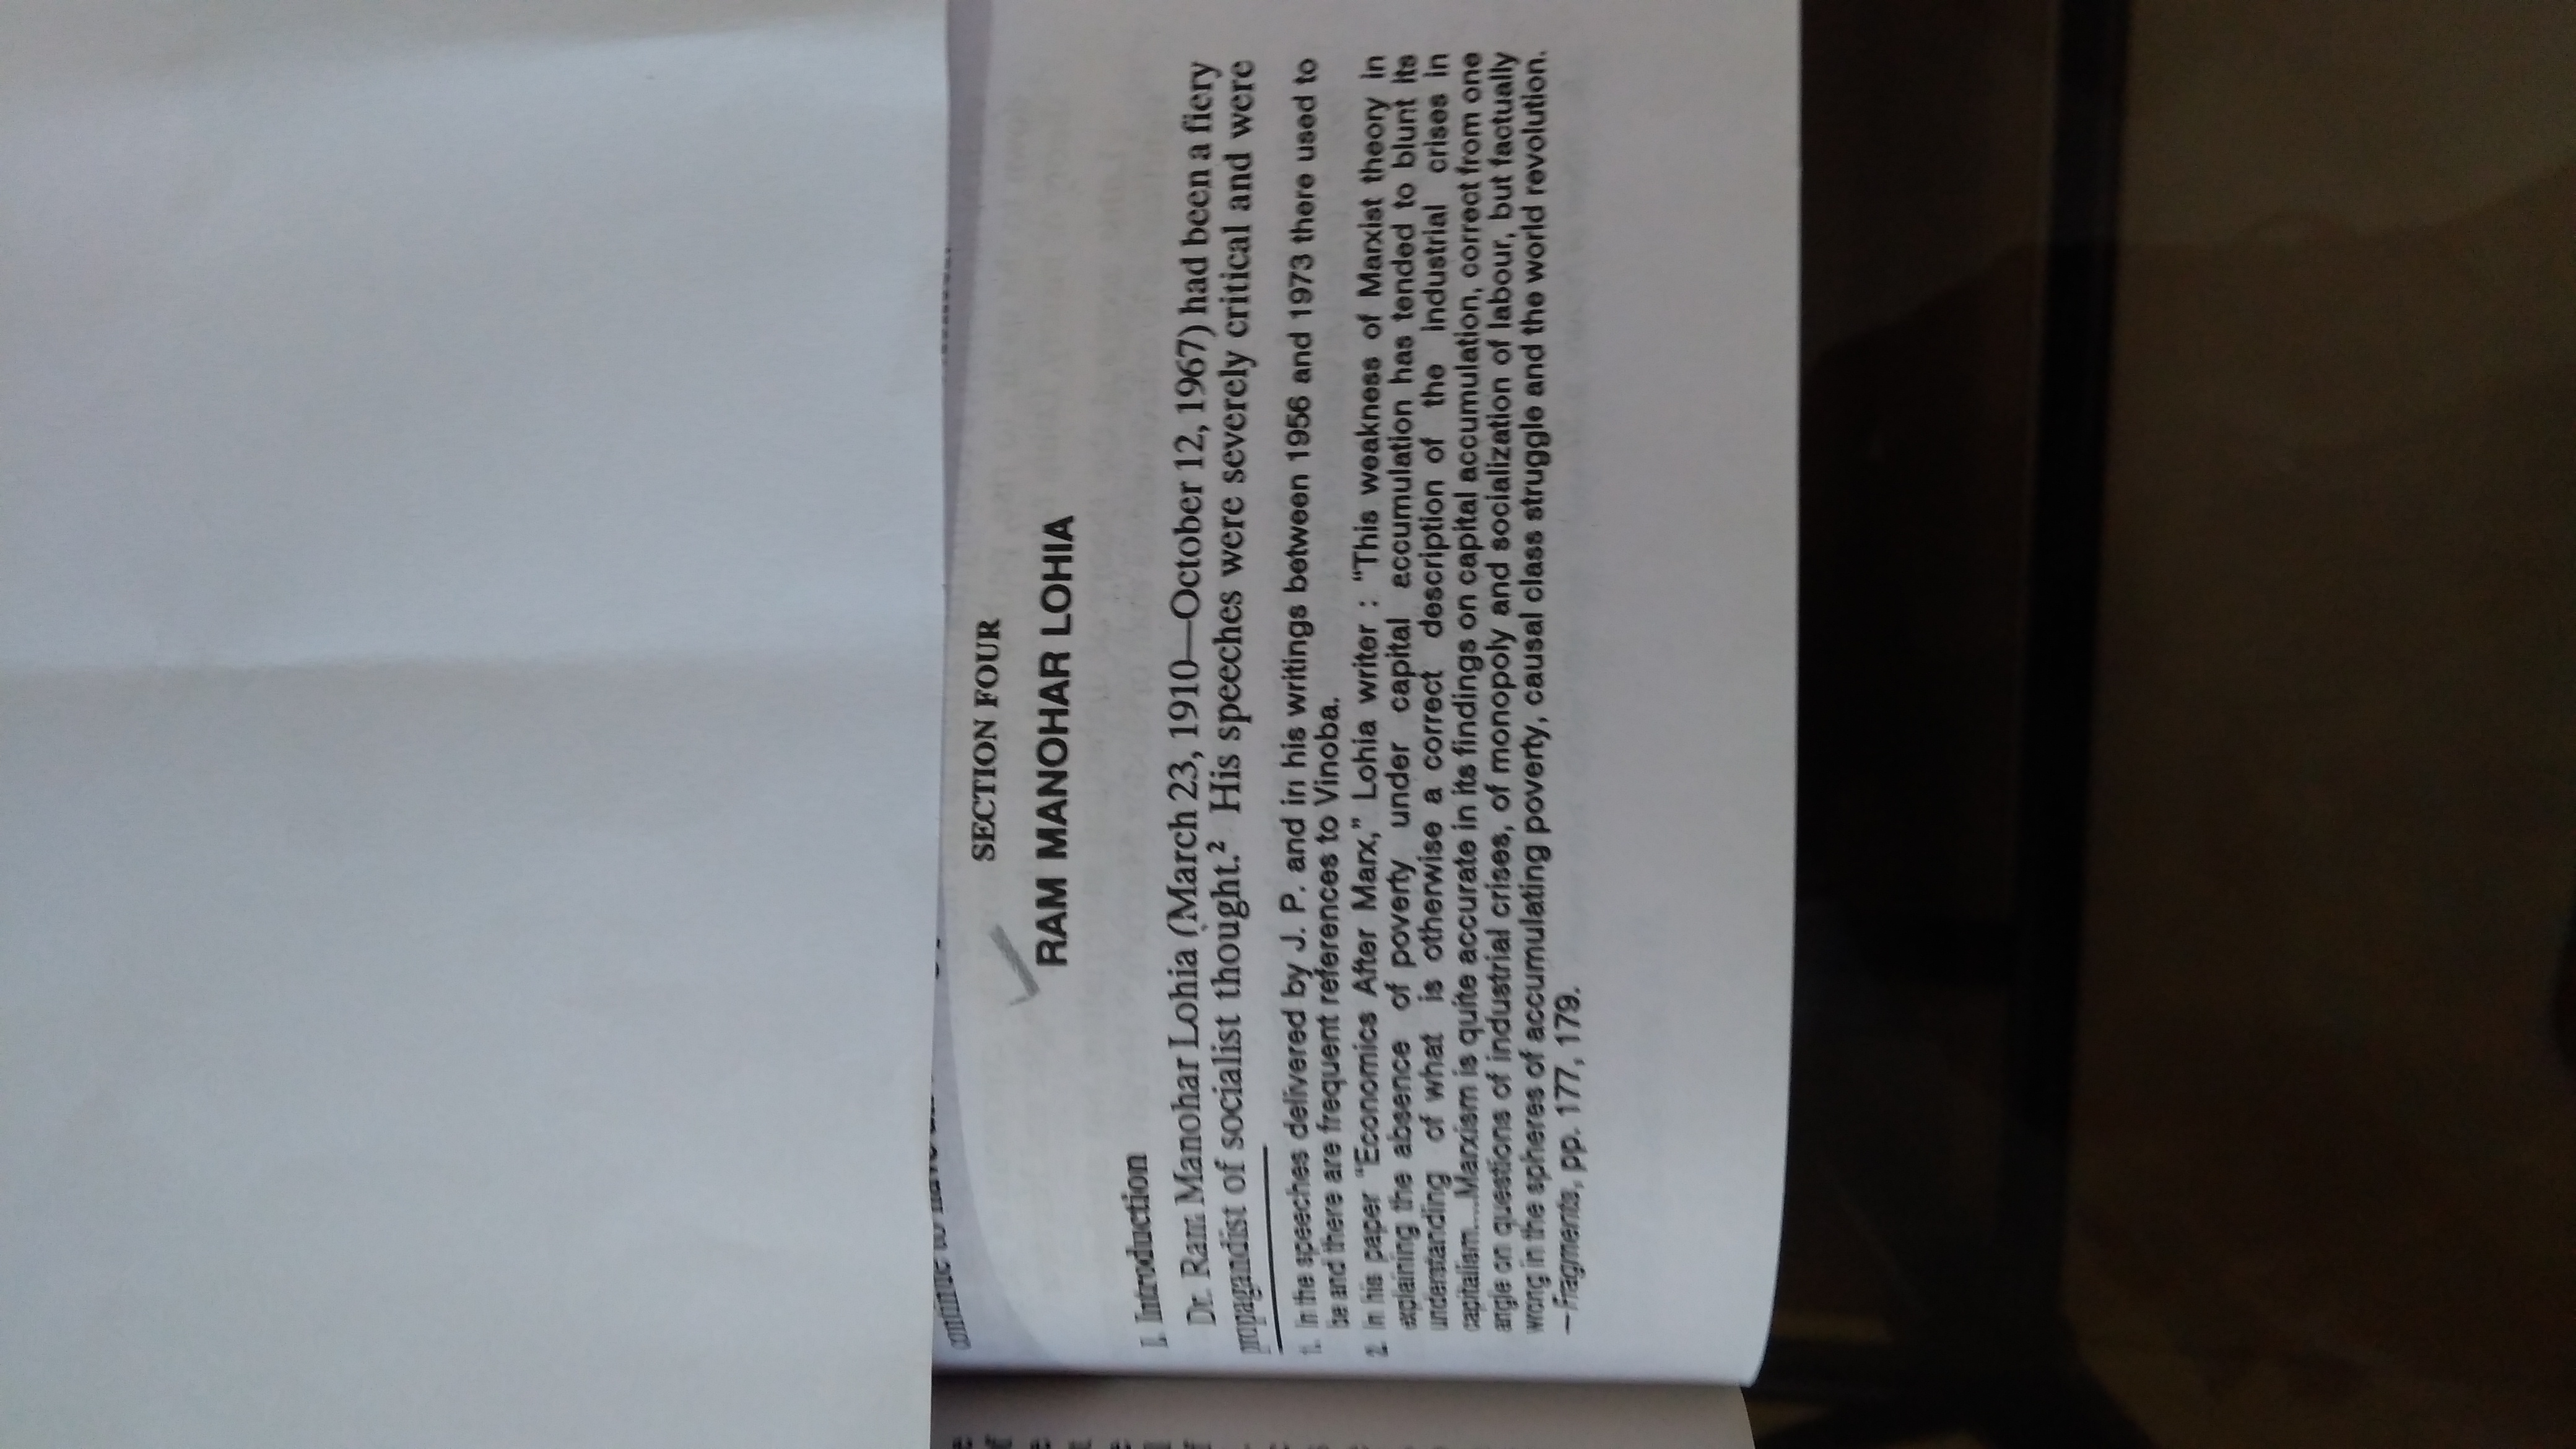 SECTION FOUR
RAM MANOHAR LOHIA
1. Introduction
Dr. Ram Manohar Lohia (March 23, 1910—October 12, 1967) had been a fiery
propagandist of socialist thought.² His speeches were severely critical and were
1. In the speeches delivered by J. P. and in his writings between 1956 and 1973 there used to
be and there are frequent references to Vinoba.
2. In his paper "Economics After Marx," Lohia writer : "This weakness of Marxist theory in
explaining the absence of poverty under capital accumulation has tended to blunt its
understanding of what is otherwise a correct description of the industrial crises in
capitalism....Marxism is quite accurate in its findings on capital accumulation, correct from one
angle on questions of industrial crises, of monopoly and socialization of labour, but factually
wrong in the spheres of accumulating poverty, causal class struggle and the world revolution.
—Fragments, pp. 177, 179.